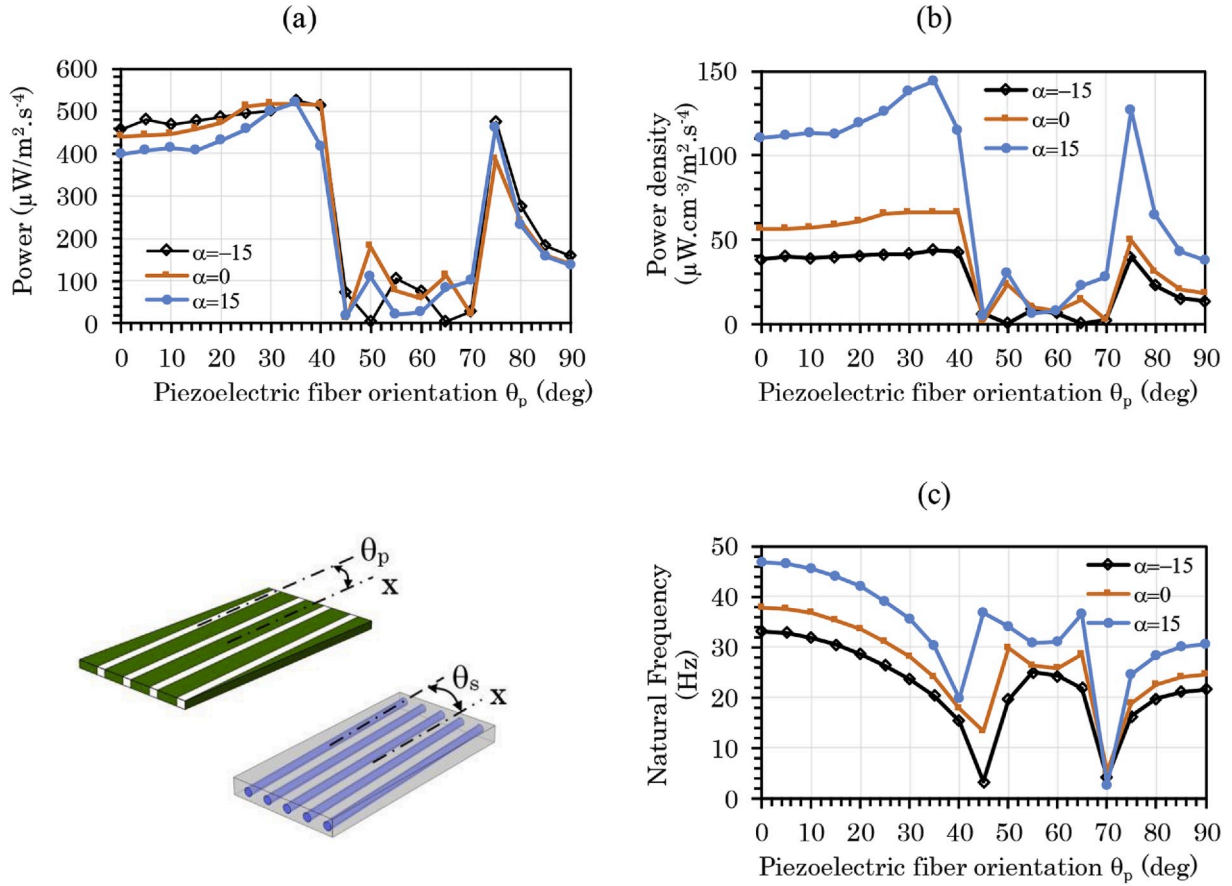 (a)
Power (μW/m².s⁻⁴)
600
500
400
300
200
100
0
α=−15
α=0
α=15
0 10 20 30 40 50 60 70 80 90
Piezoelectric fiber orientation θp (deg)
(b)
Power density
(μW.cm⁻³/m².s⁻⁴)
150
100
50
0
α=−15
α=0
α=15
0 10 20 30 40 50 60 70 80 90
Piezoelectric fiber orientation θp (deg)
θp
x
θs
x
(c)
Natural Frequency
(Hz)
50
40
30
20
10
0
α=−15
α=0
α=15
0 10 20 30 40 50 60 70 80 90
Piezoelectric fiber orientation θp (deg)